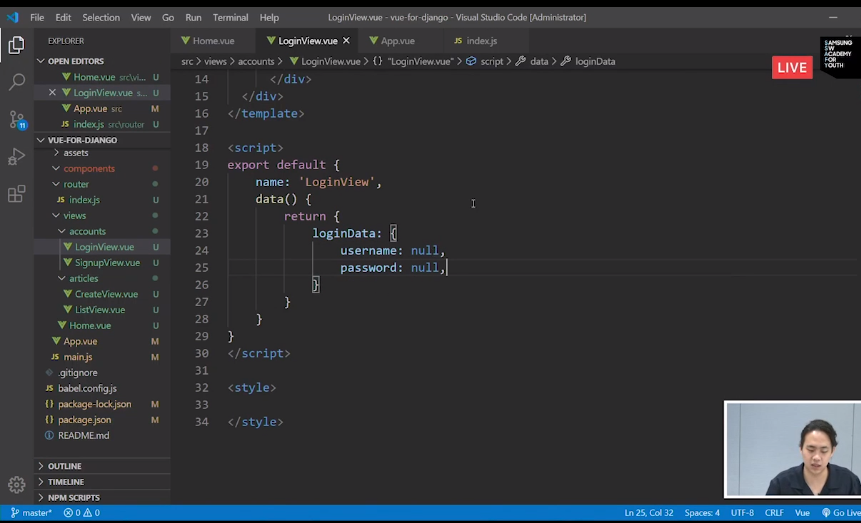 File Edit Selection View Go Run Terminal Help LoginView.vue - vue-for-django - Visual Studio Code [Administrator]
EXPLORER
OPEN EDITORS
Home.vue src\vi... U
LoginView.vue s... U
App.vue src M
index.js src\router U
VUE-FOR-DJANGO
assets
components
router
index.js U
views
accounts
LoginView.vue U
SignupView.vue U
articles
CreateView.vue U
ListView.vue U
Home.vue U
App.vue M
main.js M
.gitignore
babel.config.js
package-lock.json M
package.json M
README.md
OUTLINE
TIMELINE
NPM SCRIPTS
11
Home.vue LoginView.vue App.vue index.js
src > views > accounts > LoginView.vue > {} "LoginView.vue" > script > data > loginData
14 </div>
15 </div>
16 </template>
17
18 <script>
19 export default {
20 name: 'LoginView',
21 data() {
22 return {
23 loginData: {
24 username: null,
25 password: null,
26 }
27 }
28 }
29 }
30 </script>
31
32 <style>
33
34 </style>
LIVE
SAMSUNG
SW
ACADEMY
FOR
YOUTH
master* 0 0 Ln 25, Col 32 Spaces: 4 UTF-8 CRLF Vue Go Live